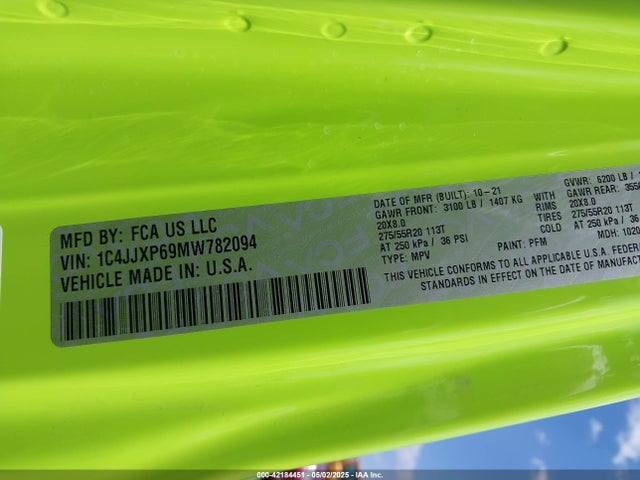 MFD BY: FCA US LLC
VIN: 1C4JJXP69MW782094
VEHICLE MADE IN: U.S.A.
DATE OF MFR (BUILT): 10-21
GAWR FRONT: 3100 LB / 1407 KG WITH
20X8.0 RIMS
275/55R20 113T TIRES
AT 250 kPa / 36 PSI COLD
TYPE: MPV PAINT: PFM
GVWR: 6200 LB /
GAWR REAR:
20X8.0
275/55R20 113T
AT 250 kPa /
MDH: 1020
THIS VEHICLE CONFORMS TO ALL APPLICABLE U.S.A. FEDER
STANDARDS IN EFFECT ON THE DATE OF MANUFACT
000-42184451 - 05/02/2025 - IAA Inc.